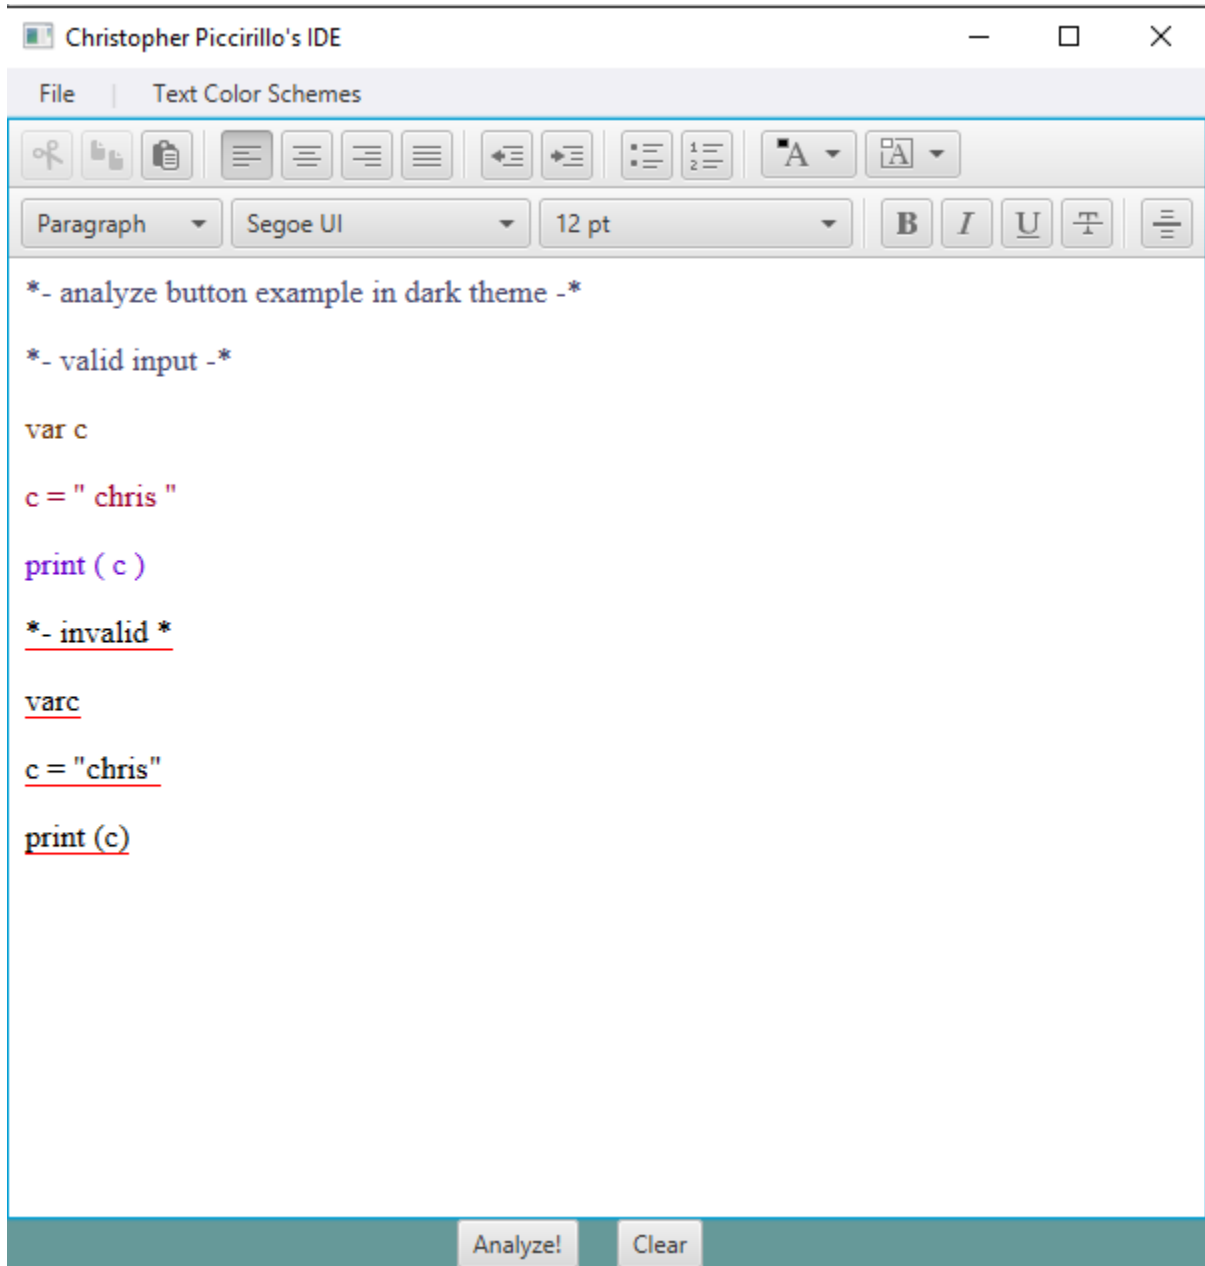 Christopher Piccirillo's IDE
File | Text Color Schemes
A A
Paragraph Segoe UI 12 pt B I U T
*- analyze button example in dark theme -*
*- valid input -*
var c
c = " chris "
print ( c )
*- invalid *
varc
c = "chris"
print (c)
Analyze! Clear